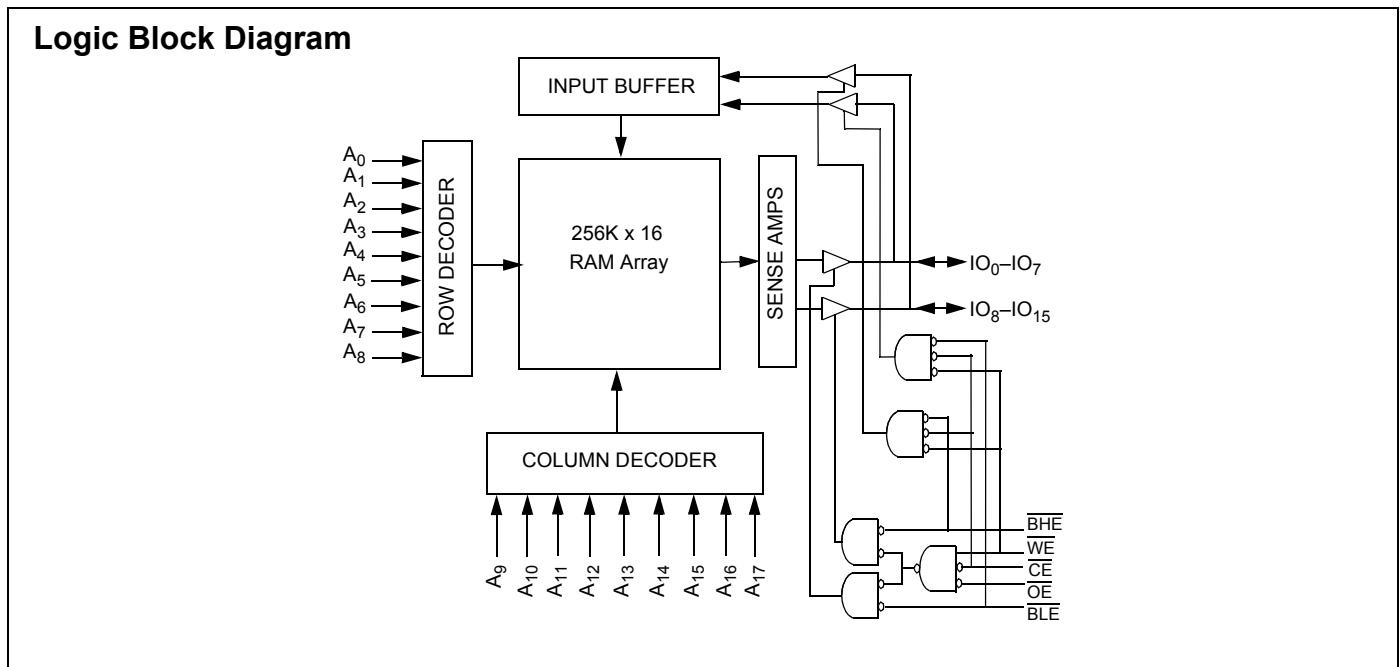 Logic Block Diagram
INPUT BUFFER
A0
A1
A2
A3
A4
A5
A6
A7
A8
ROW DECODER
256K x 16
RAM Array
SENSE AMPS
IO0–IO7
IO8–IO15
COLUMN DECODER
A9
A10
A11
A12
A13
A14
A15
A16
A17
BHE
WE
CE
OE
BLE